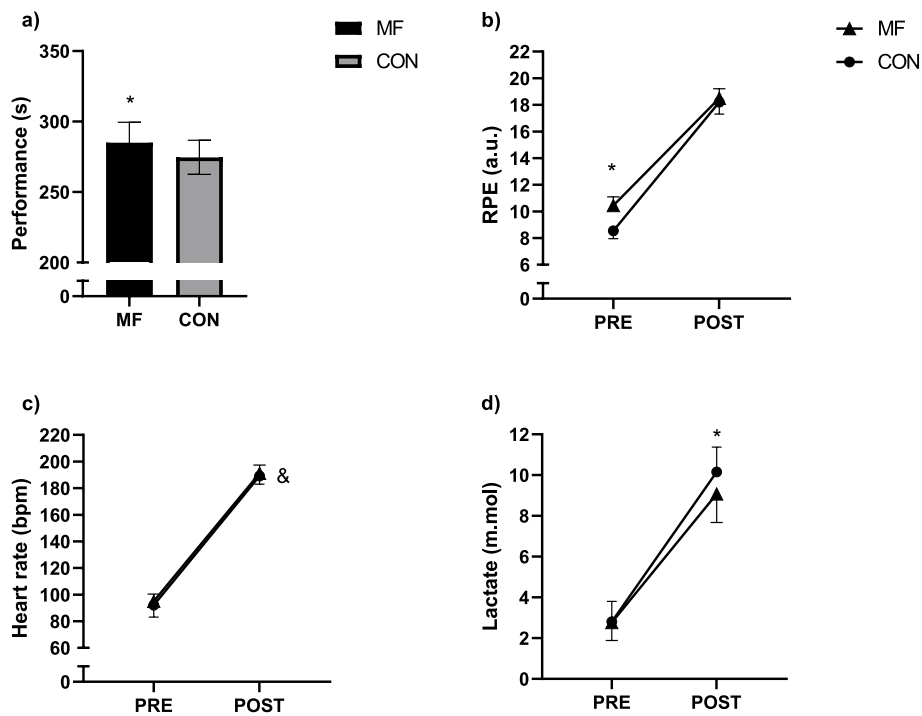 a)
MF
CON
350
300
250
200
0
Performance (s)
*
MF
CON
b)
MF
CON
22
20
18
16
14
12
10
8
6
0
RPE (a.u.)
*
PRE
POST
c)
220
200
180
160
140
120
100
80
60
0
Heart rate (bpm)
&
PRE
POST
d)
12
10
8
6
4
2
0
Lactate (m.mol)
*
PRE
POST